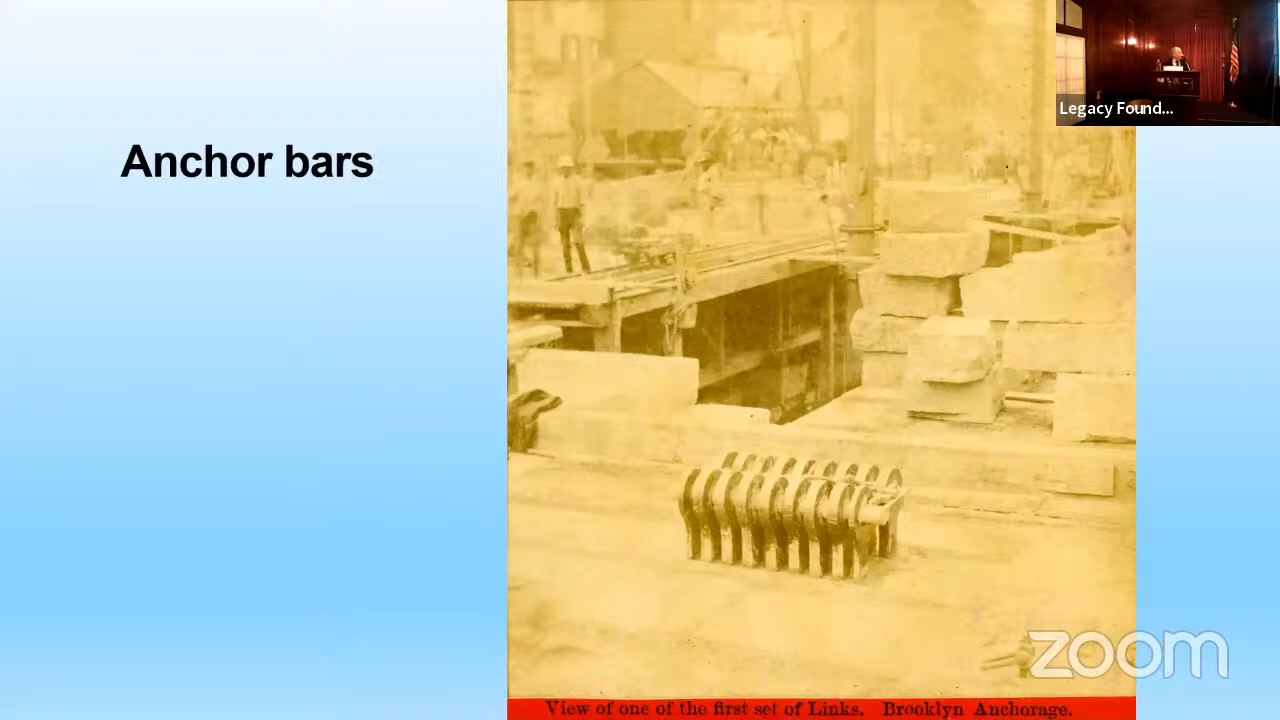 Legacy Found...
Anchor bars
zoom
View of one of the first set of Links. Brooklyn Anchorage.